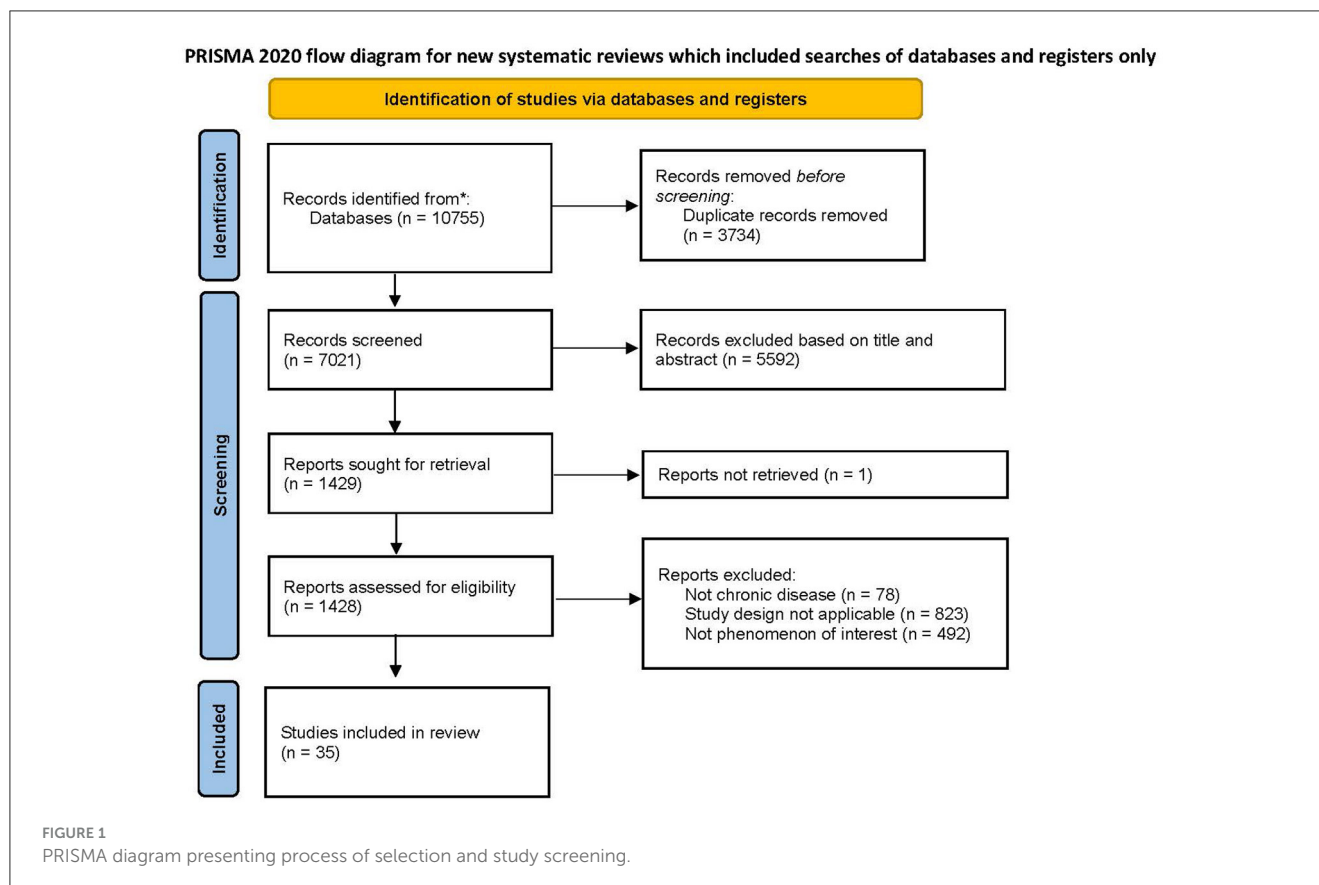 PRISMA 2020 flow diagram for new systematic reviews which included searches of databases and registers only
Identification of studies via databases and registers
Identification
Records identified from*:
Databases (n = 10755)
Records removed before
screening:
Duplicate records removed
(n = 3734)
Screening
Records screened
(n = 7021)
Records excluded based on title and
abstract (n = 5592)
Reports sought for retrieval
(n = 1429)
Reports not retrieved (n = 1)
Reports assessed for eligibility
(n = 1428)
Reports excluded:
Not chronic disease (n = 78)
Study design not applicable (n = 823)
Not phenomenon of interest (n = 492)
Included
Studies included in review
(n = 35)
FIGURE 1
PRISMA diagram presenting process of selection and study screening.